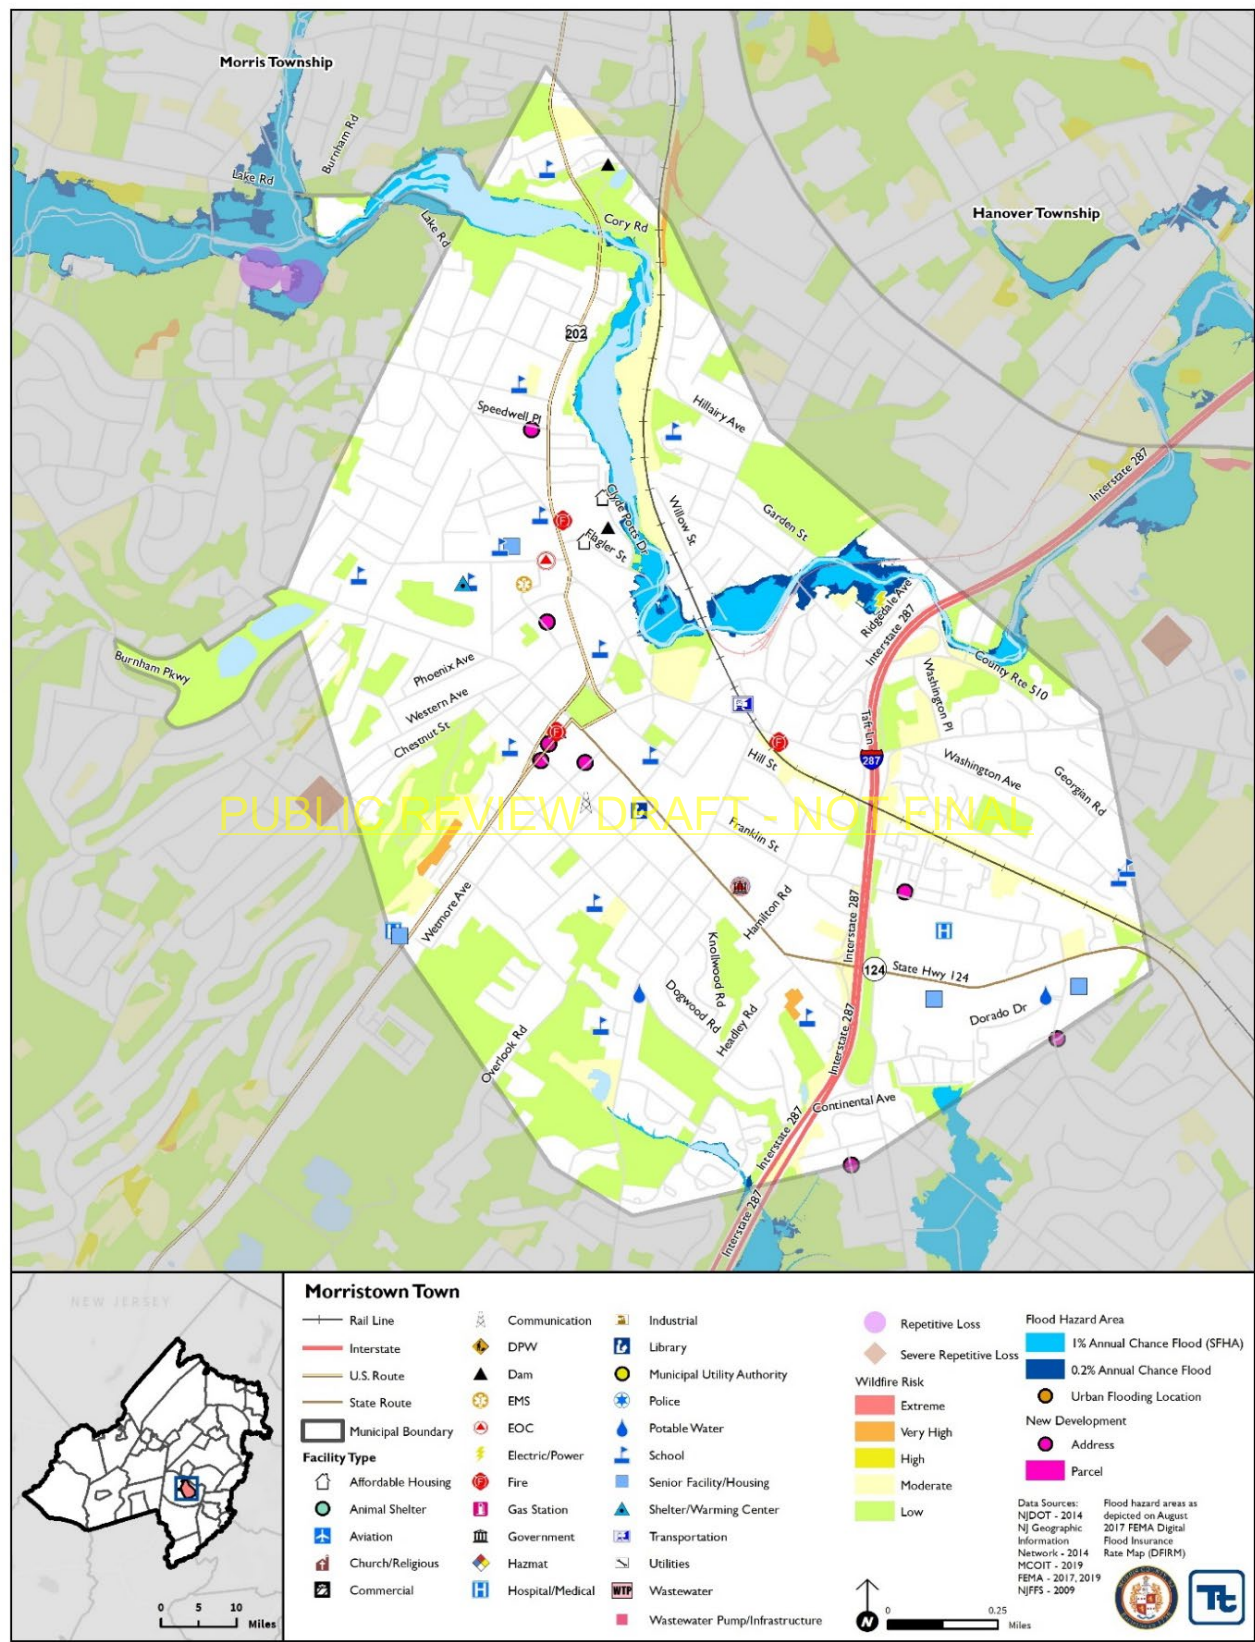 Morris Township
Burnham Rd
Lake Rd
Lake Rd
Cory Rd
Hanover Township
202
Speedwell Pl
Hillairy Ave
Interstate 287
Clyde Potts Dr
Willow St
Garden St
Flagler St
Ridgedale Ave
Interstate 287
Burnham Pkwy
Phoenix Ave
Western Ave
Chestnut St
County Rte 510
Washington Pl
Taft Ln
287
Hill St
Washington Ave
Georgian Rd
PUBLIC REVIEW DRAFT - NOT FINAL
Franklin St
Wetmore Ave
Hamilton Rd
Interstate 287
Knollwood Rd
124
State Hwy 124
Dogwood Rd
Headley Rd
Dorado Dr
Overlook Rd
Interstate 287
Continental Ave
Interstate 287
Interstate 287
NEW JERSEY
0 5 10
Miles
Morristown Town
Rail Line
Interstate
U.S. Route
State Route
Municipal Boundary
Facility Type
Affordable Housing
Animal Shelter
Aviation
Church/Religious
Commercial
Communication
DPW
Dam
EMS
EOC
Electric/Power
Fire
Gas Station
Government
Hazmat
Hospital/Medical
Industrial
Library
Municipal Utility Authority
Police
Potable Water
School
Senior Facility/Housing
Shelter/Warming Center
Transportation
Utilities
WTP Wastewater
Wastewater Pump/Infrastructure
Repetitive Loss
Severe Repetitive Loss
Wildfire Risk
Extreme
Very High
High
Moderate
Low
Flood Hazard Area
1% Annual Chance Flood (SFHA)
0.2% Annual Chance Flood
Urban Flooding Location
New Development
Address
Parcel
Data Sources:
NJDOT - 2014
NJ Geographic
Information
Network - 2014
MCOIT - 2019
FEMA - 2017, 2019
NJFFS - 2009
Flood hazard areas as
depicted on August
2017 FEMA Digital
Flood Insurance
Rate Map (DFIRM)
N
0 0.25
Miles
Tt